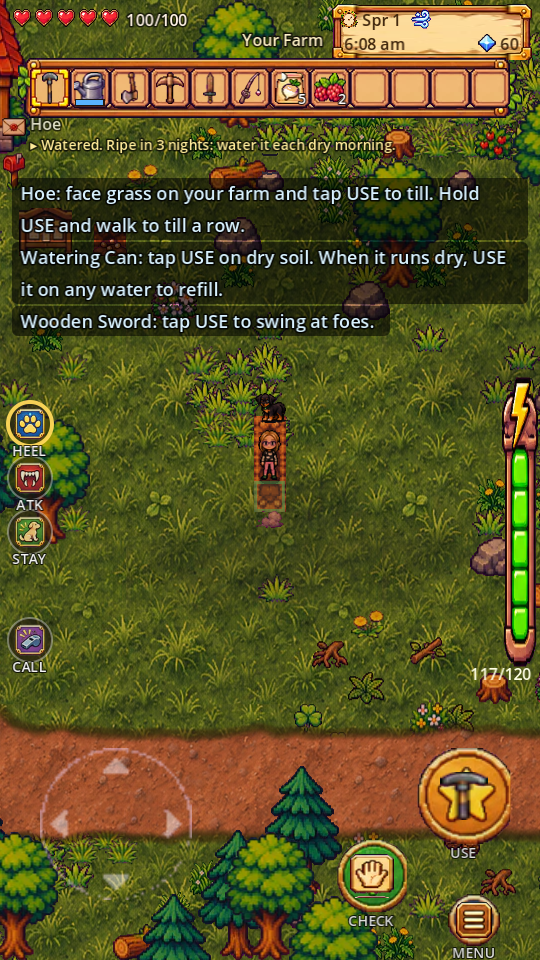 100/100
Spr 1
Your Farm
6:08 am
60
5
2
Hoe
▸ Watered. Ripe in 3 nights: water it each dry morning.
Hoe: face grass on your farm and tap USE to till. Hold
USE and walk to till a row.
Watering Can: tap USE on dry soil. When it runs dry, USE
it on any water to refill.
Wooden Sword: tap USE to swing at foes.
HEEL
ATK
STAY
CALL
117/120
USE
CHECK
MENU